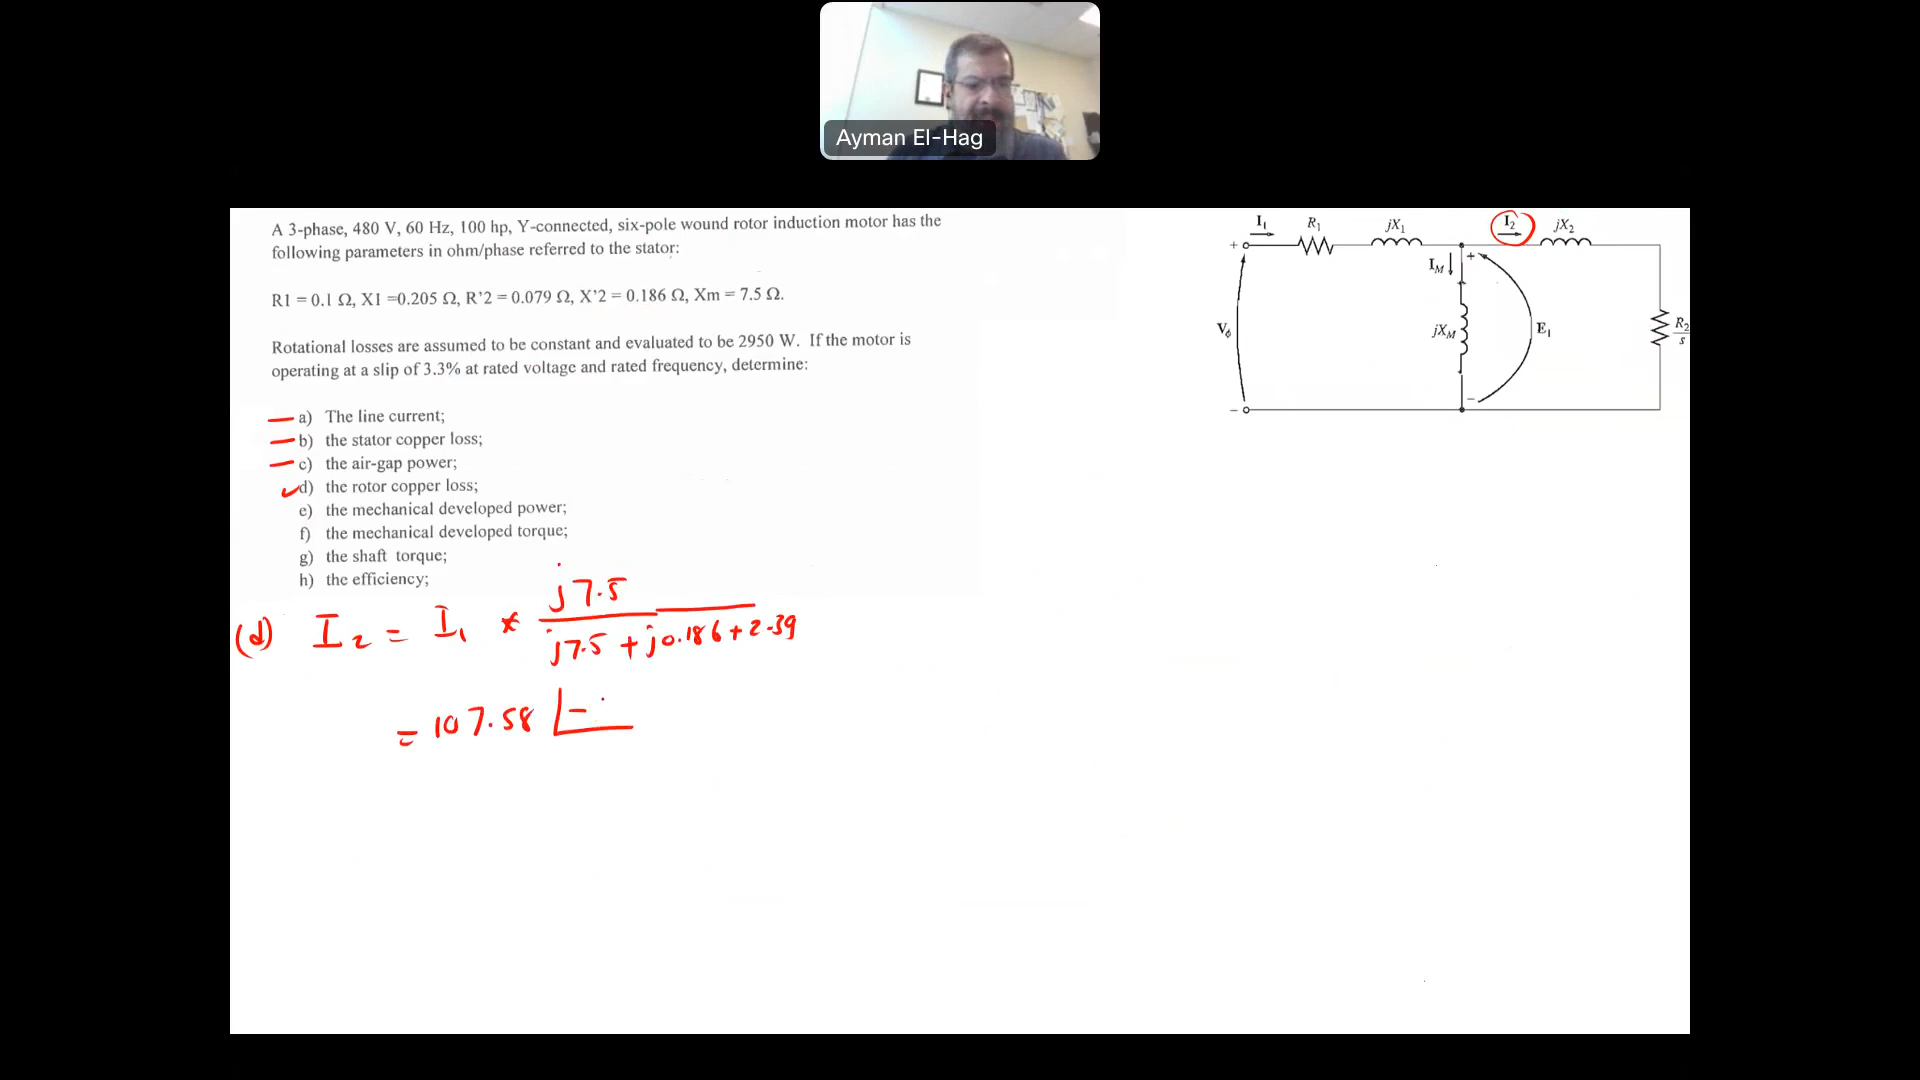 Ayman El-Hag
A 3-phase, 480 V, 60 Hz, 100 hp, Y-connected, six-pole wound rotor induction motor has the
following parameters in ohm/phase referred to the stator:
R1 = 0.1 Ω, X1 =0.205 Ω, R'2 = 0.079 Ω, X'2 = 0.186 Ω, Xm = 7.5 Ω.
Rotational losses are assumed to be constant and evaluated to be 2950 W. If the motor is
operating at a slip of 3.3% at rated voltage and rated frequency, determine:
a) The line current;
b) the stator copper loss;
c) the air-gap power;
d) the rotor copper loss;
e) the mechanical developed power;
f) the mechanical developed torque;
g) the shaft torque;
h) the efficiency;
I₁ R₁ jX₁ I₂ jX₂
+ I_M +
V_ϕ jX_M E₁ R₂/s
− −
(d) I₂ = I₁ * j7.5 / (j7.5 + j0.186 + 2.39)
= 107.58 ∠-